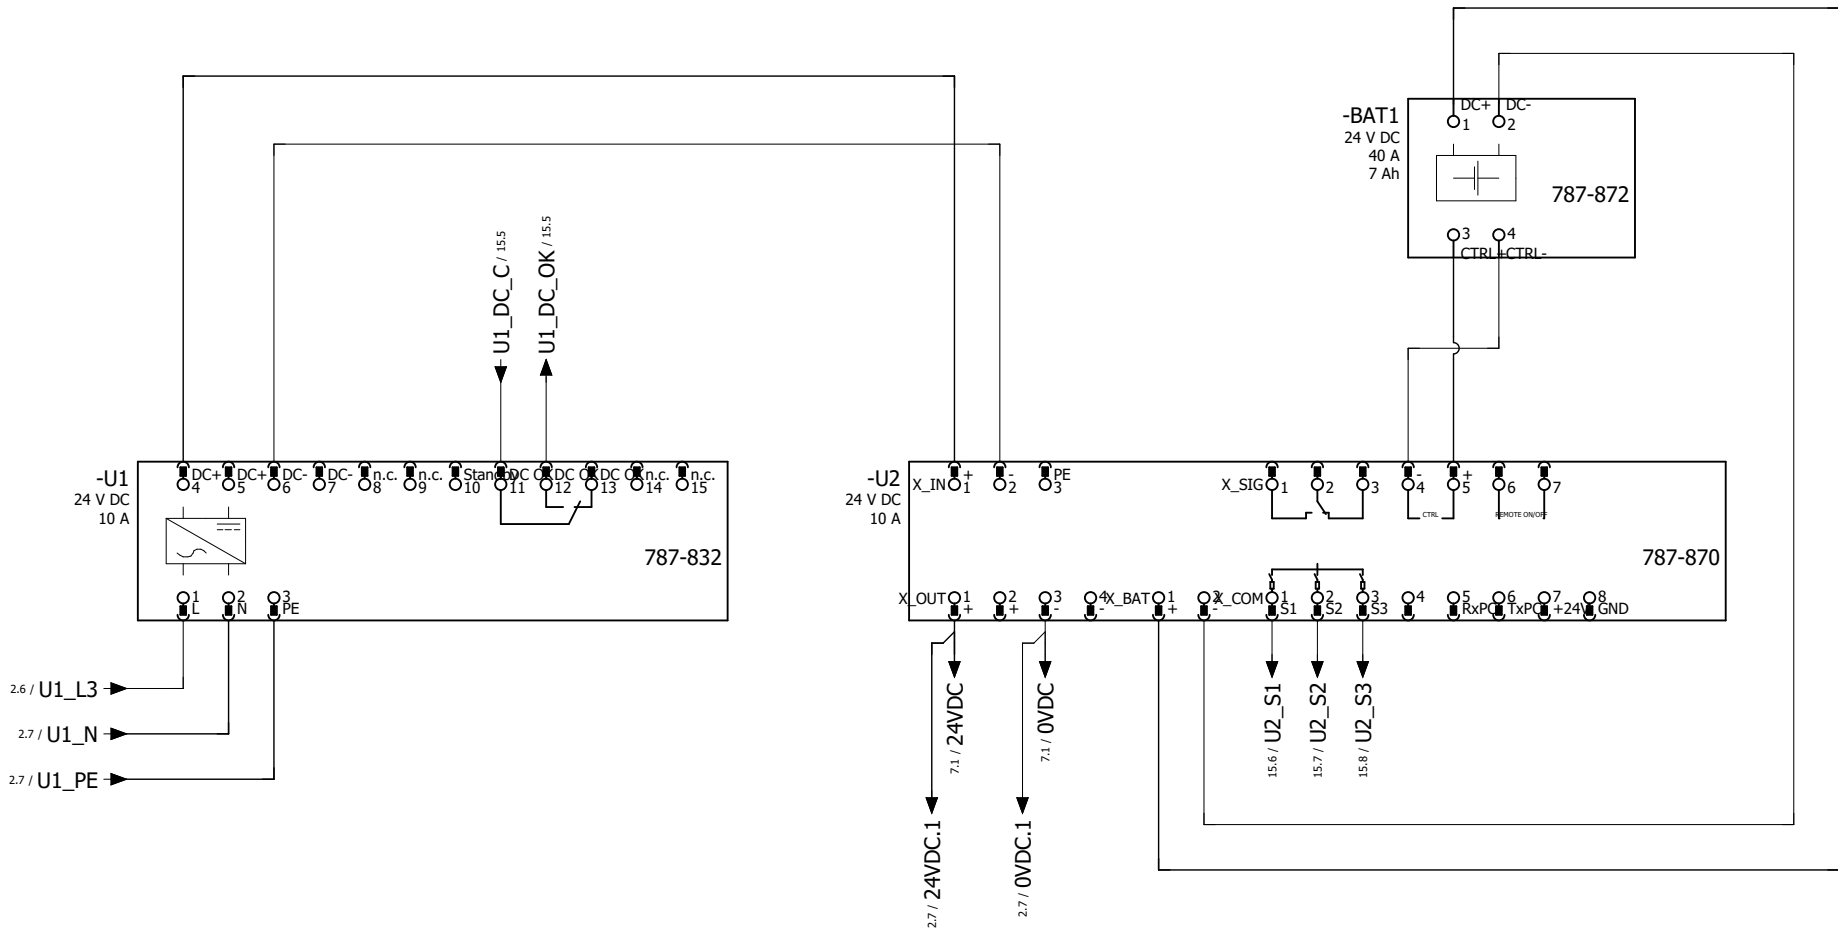 DC+ DC-
1 2
-BAT1
24 V DC
40 A
7 Ah
787-872
3 4
CTRL+ CTRL-
U1_DC_C / 15.5
U1_DC_OK / 15.5
-U1
24 V DC
10 A
DC+ DC+ DC- DC- n.c. n.c. Standby DC OK DC OK DC OK n.c. n.c.
4 5 6 7 8 9 10 11 12 13 14 15
787-832
1 2 3
L N PE
2.6 / U1_L3
2.7 / U1_N
2.7 / U1_PE
-U2
24 V DC
10 A
+ - PE
X_IN 1 2 3
- +
X_SIG 1 2 3 4 5 6 7
CTRL REMOTE ON/OFF
787-870
X_OUT 1 2 3 4 X_BAT 1 2 X_COM 1 2 3 4 5 6 7 8
+ + - - + - S1 S2 S3 RxPC TxPC +24V GND
7.1 / 24VDC
7.1 / 0VDC
15.6 / U2_S1
15.7 / U2_S2
15.8 / U2_S3
2.7 / 24VDC.1
2.7 / 0VDC.1